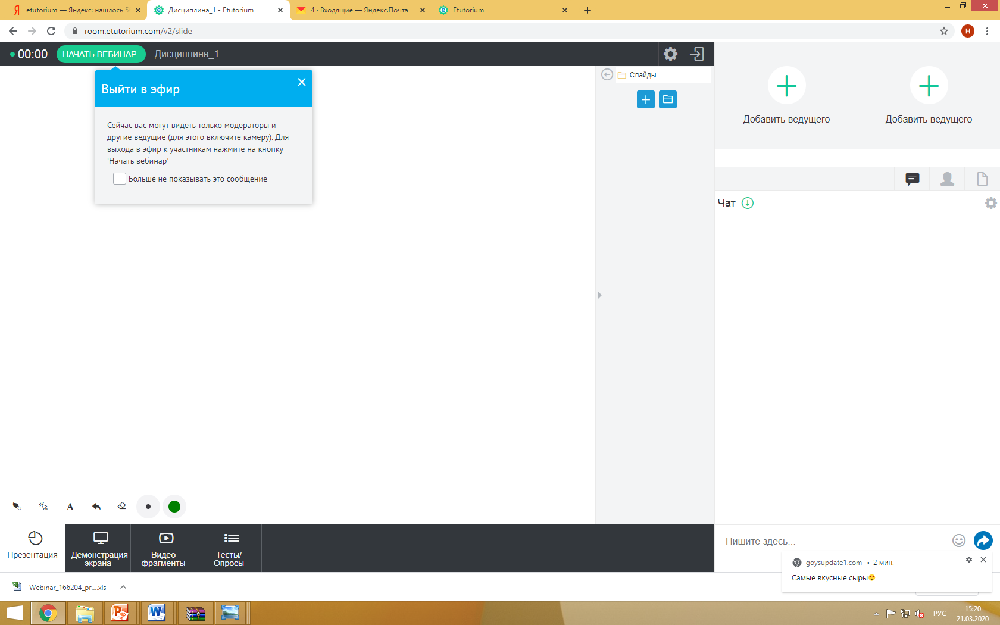 etutorium — Яндекс: нашлось
Дисциплина_1 - Etutorium
4 · Входящие — Яндекс.Почта
Etutorium
room.etutorium.com/v2/slide
Н
00:00
НАЧАТЬ ВЕБИНАР
Дисциплина_1
Выйти в эфир
Сейчас вас могут видеть только модераторы и
другие ведущие (для этого включите камеру). Для
выхода в эфир к участникам нажмите на кнопку
'Начать вебинар'
Больше не показывать это сообщение
Слайды
Добавить ведущего
Добавить ведущего
Чат
A
Презентация
Демонстрация
экрана
Видео
фрагменты
Тесты/
Опросы
Пишите здесь...
goysupdate1.com • 2 мин.
Самые вкусные сыры😍
Webinar_166204_pr....xls
РУС
15:20
21.03.2020